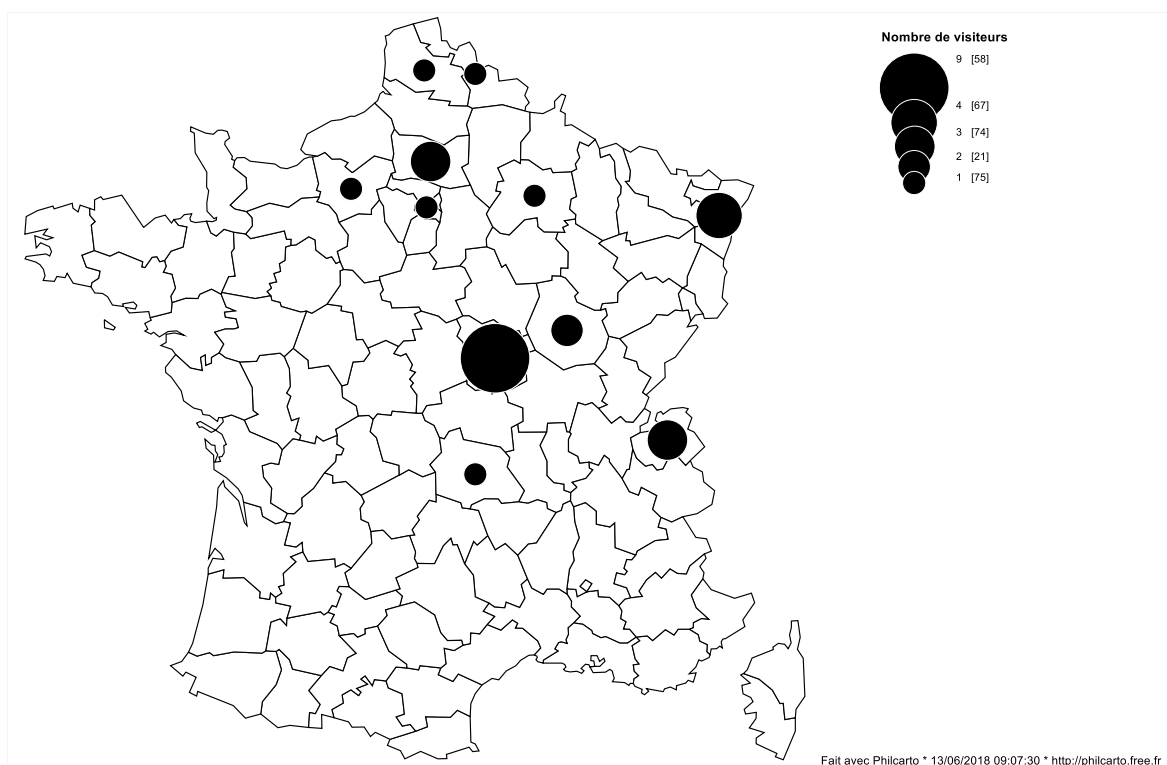 Nombre de visiteurs
9 [58]
4 [67]
3 [74]
2 [21]
1 [75]
Fait avec Philcarto * 13/06/2018 09:07:30 * http://philcarto.free.fr